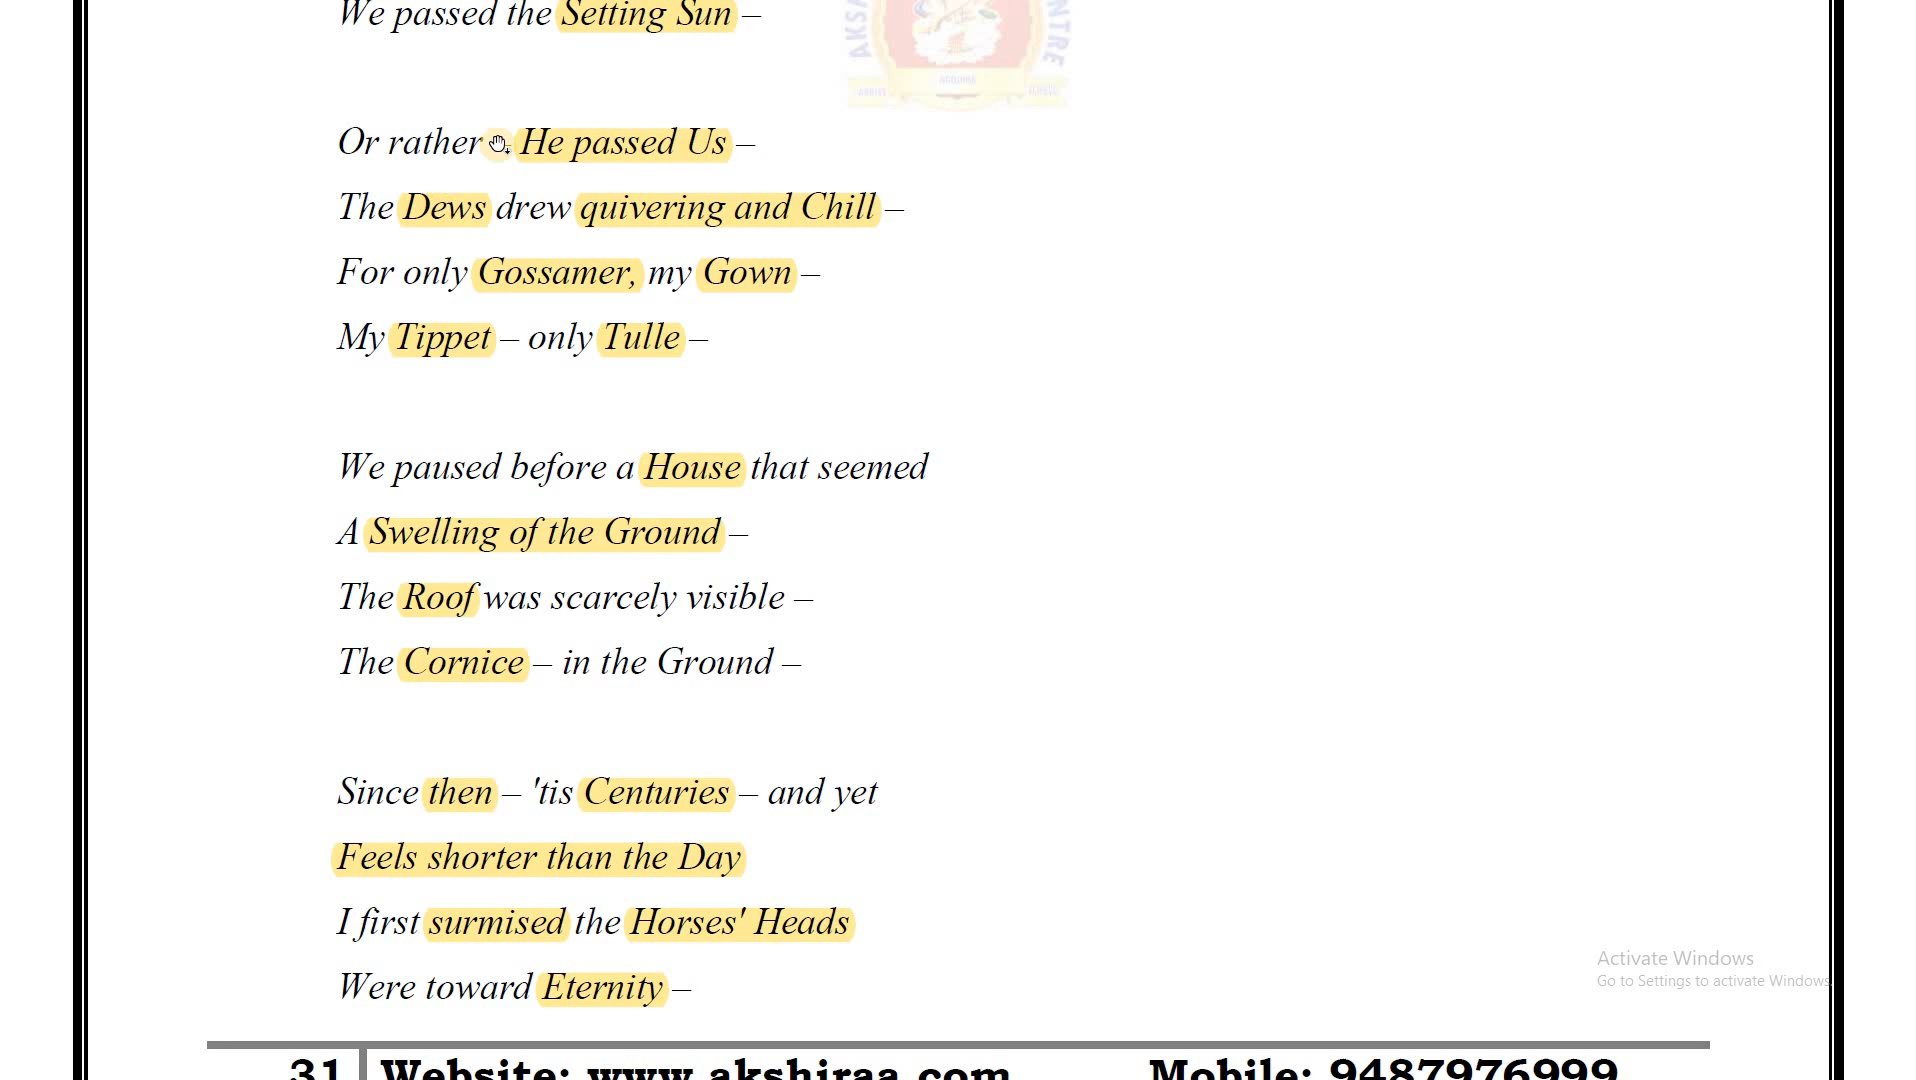 We passed the Setting Sun –
Or rather – He passed Us –
The Dews drew quivering and Chill –
For only Gossamer, my Gown –
My Tippet – only Tulle –
We paused before a House that seemed
A Swelling of the Ground –
The Roof was scarcely visible –
The Cornice – in the Ground –
Since then – 'tis Centuries – and yet
Feels shorter than the Day
I first surmised the Horses' Heads
Were toward Eternity –
Activate Windows
Go to Settings to activate Windows.
31 Website: www.akshiraa.com Mobile: 9487976999